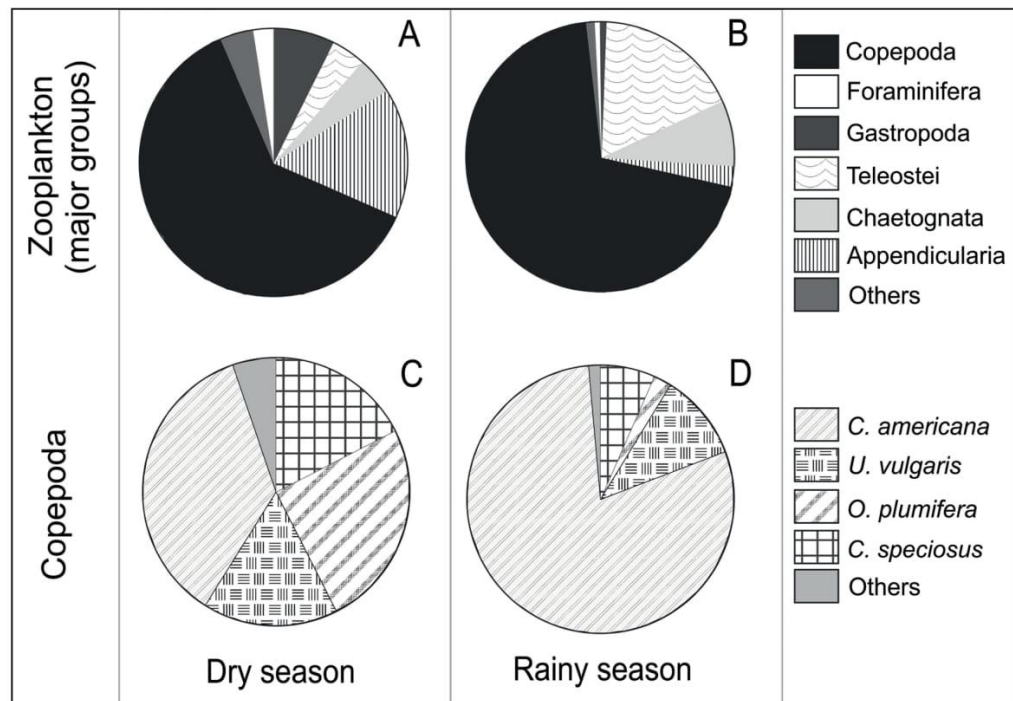 Zooplankton
(major groups)
A
B
Copepoda
Foraminifera
Gastropoda
Teleostei
Chaetognata
Appendicularia
Others
Copepoda
C
D
C. americana
U. vulgaris
O. plumifera
C. speciosus
Others
Dry season
Rainy season